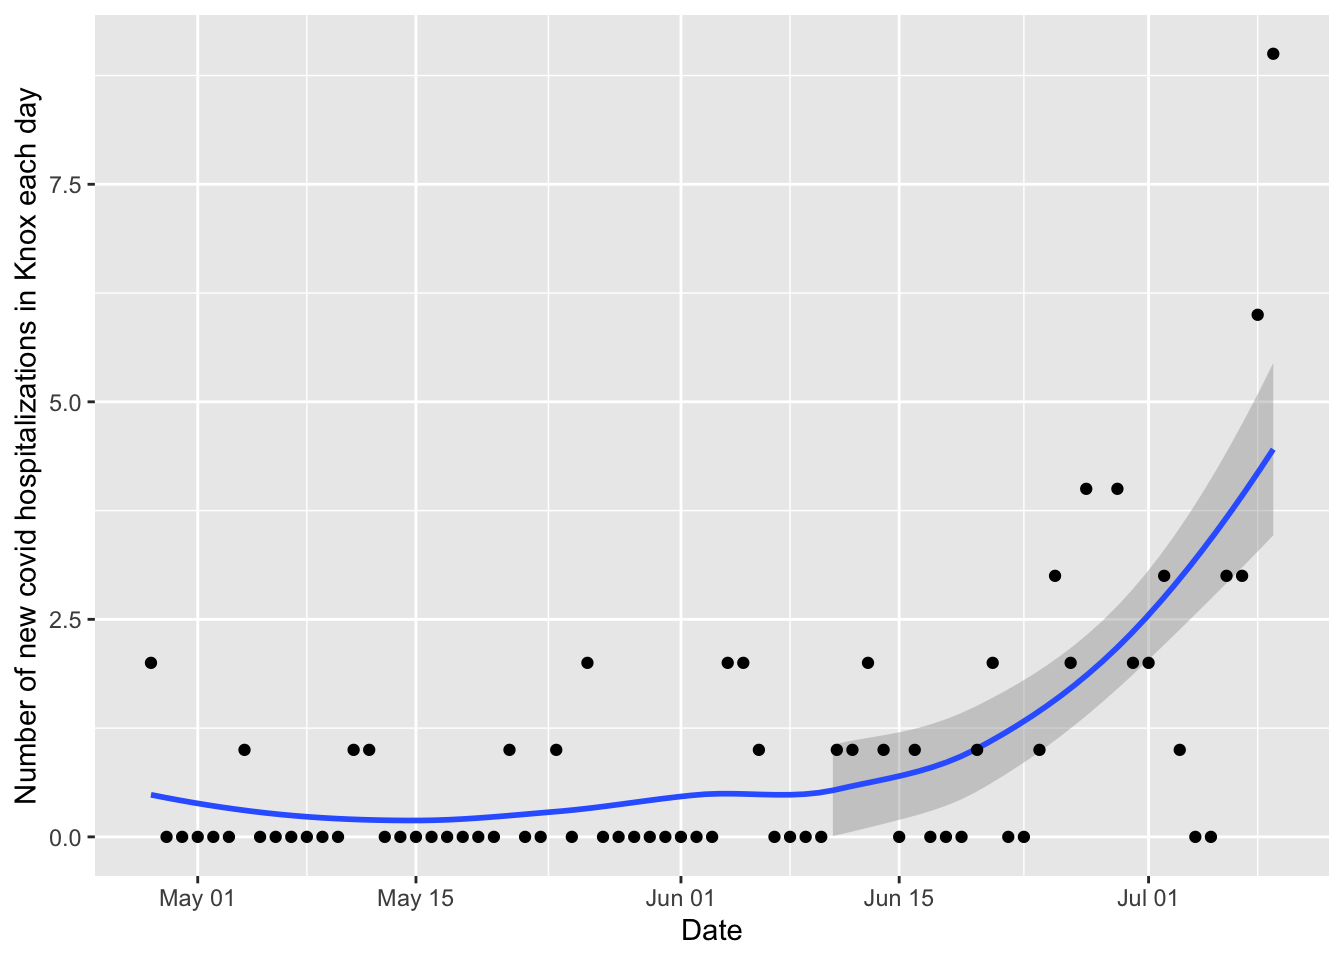 Number of new covid hospitalizations in Knox each day
7.5
5.0
2.5
0.0
May 01
May 15
Jun 01
Jun 15
Jul 01
Date